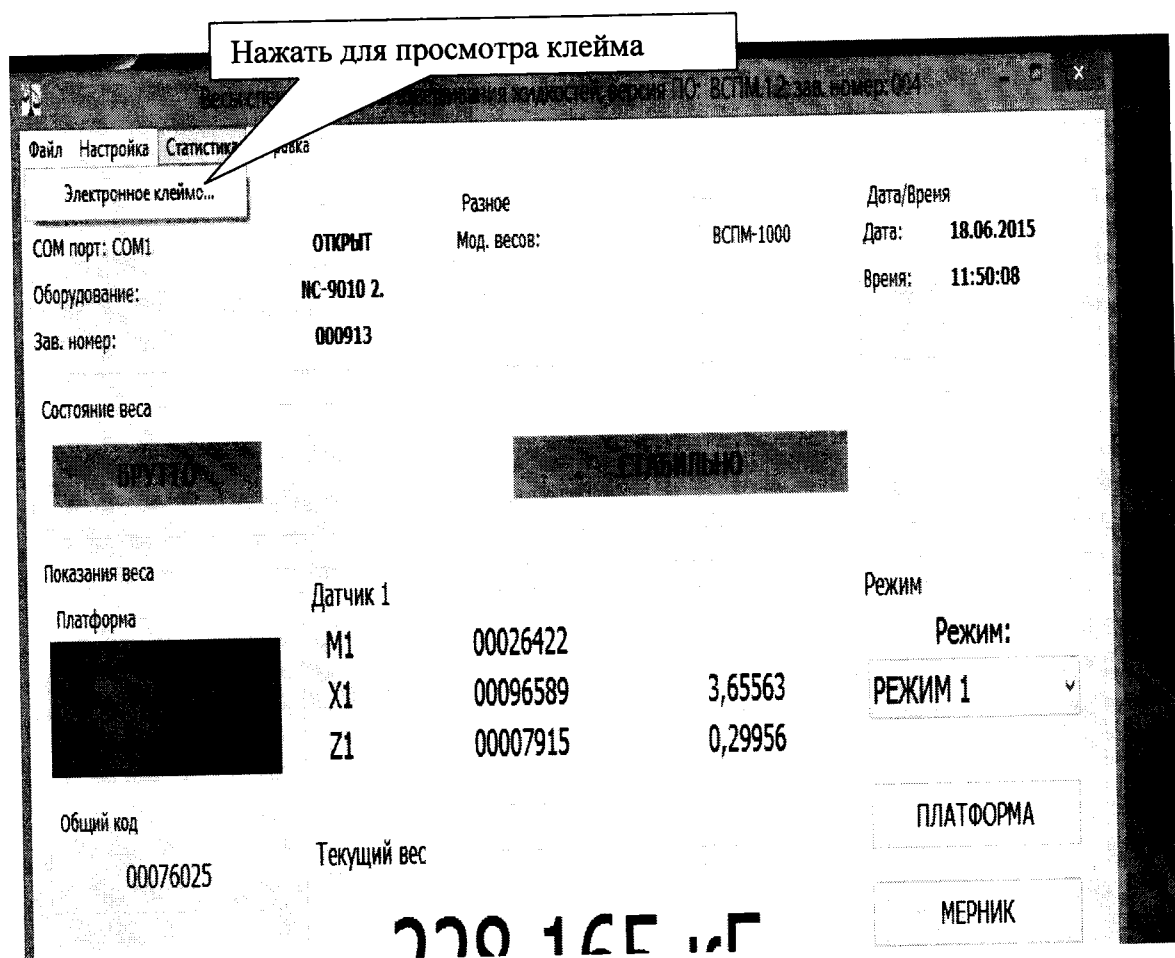 Нажать для просмотра клейма
жидкостей, версия ПО: ВСПМ.1.2; зав. номер: 004
Файл Настройка Статистика
Электронное клеймо...
Разное
Дата/Время
COM порт: COM1 ОТКРЫТ Мод. весов: ВСПМ-1000 Дата: 18.06.2015
Оборудование: NC-9010 2. Время: 11:50:08
Зав. номер: 000913
Состояние веса
БРУТТО СТАБИЛЬНО
Показания веса
Платформа
Датчик 1
Режим
Режим:
M1 00026422
X1 00096589 3,65563 РЕЖИМ 1
Z1 00007915 0,29956
Общий код
00076025
Текущий вес
ПЛАТФОРМА
МЕРНИК